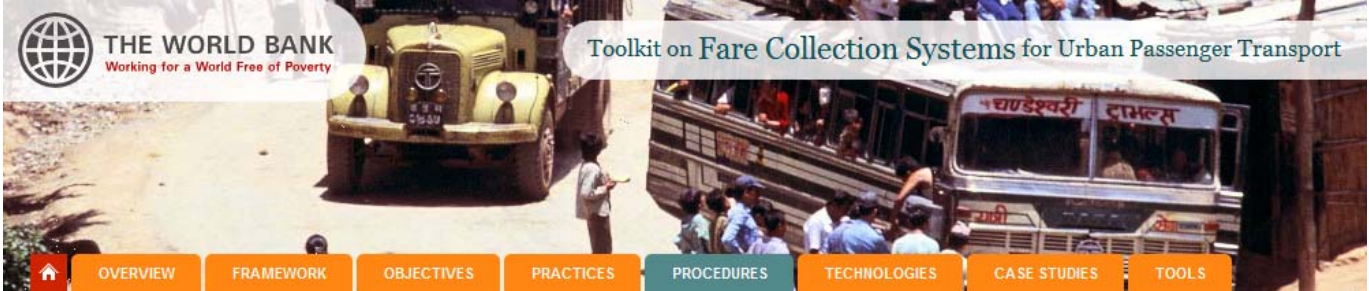 THE WORLD BANK
Working for a World Free of Poverty
Toolkit on Fare Collection Systems for Urban Passenger Transport
चण्डेश्वरी ट्राभल्स
यात्री
OVERVIEW
FRAMEWORK
OBJECTIVES
PRACTICES
PROCEDURES
TECHNOLOGIES
CASE STUDIES
TOOLS